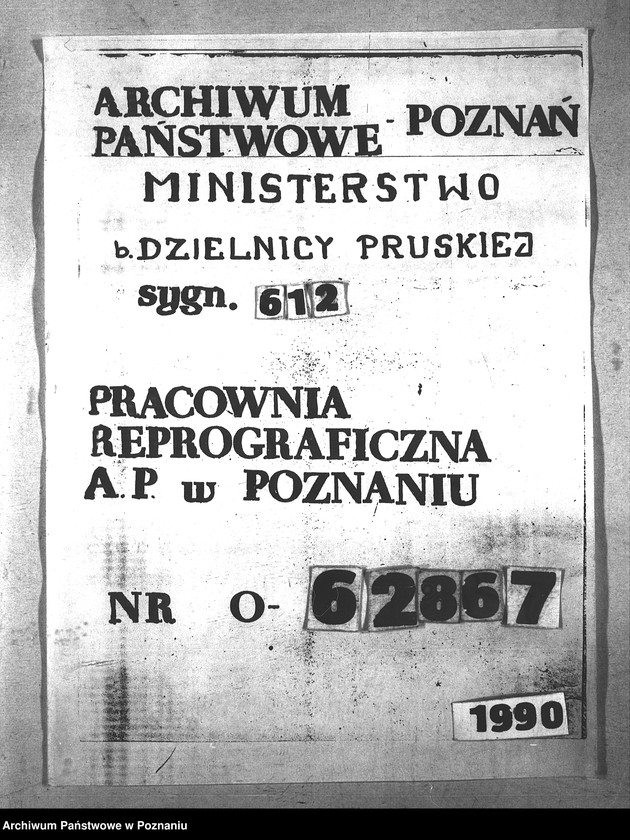 ARCHIWUM
PAŃSTWOWE - POZNAŃ
MINISTERSTWO
b. DZIELNICY PRUSKIEJ
sygn. 612
PRACOWNIA
REPROGRAFICZNA
A.P. w POZNANIU
NR O- 62867
1990
Archiwum Państwowe w Poznaniu